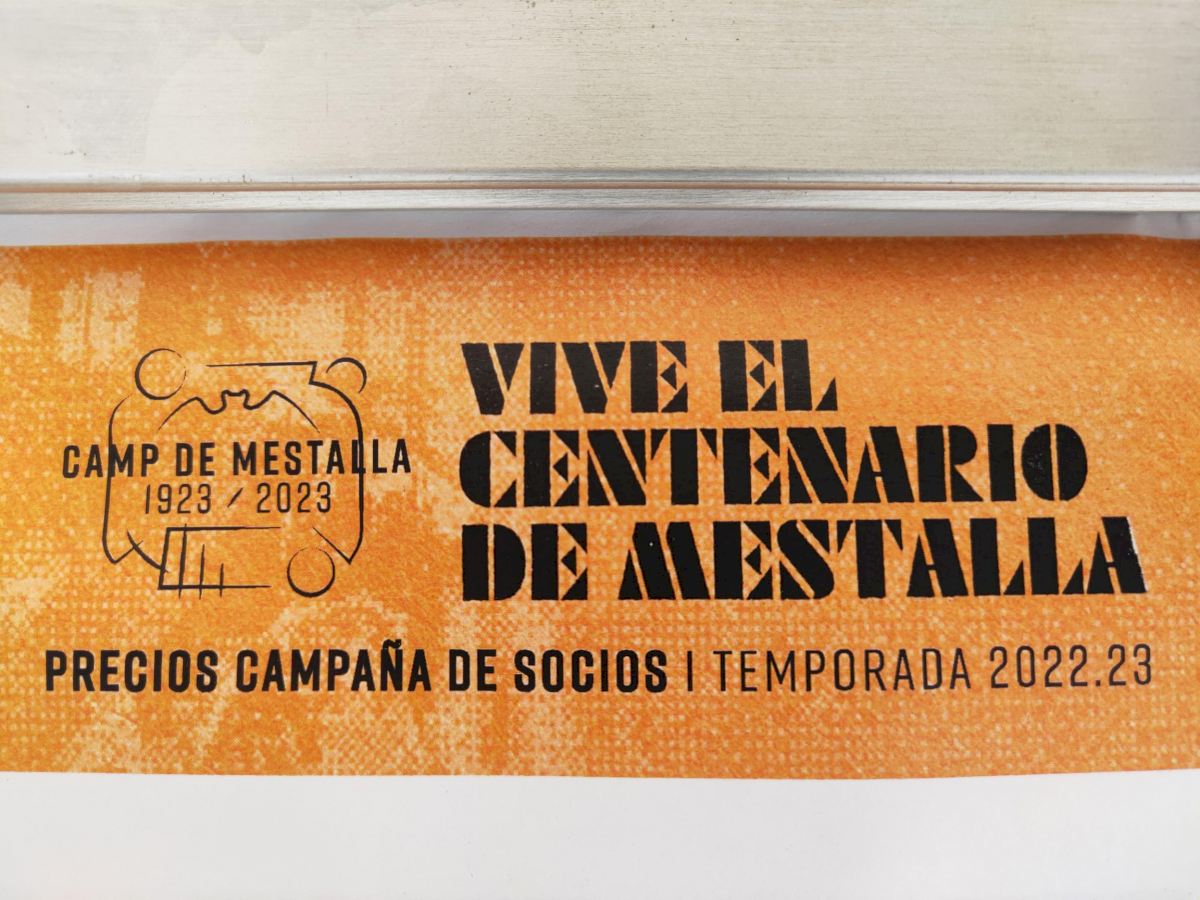 CAMP DE MESTALLA
1923 / 2023
VIVE EL
CENTENARIO
DE MESTALLA
PRECIOS CAMPAÑA DE SOCIOS | TEMPORADA 2022.23